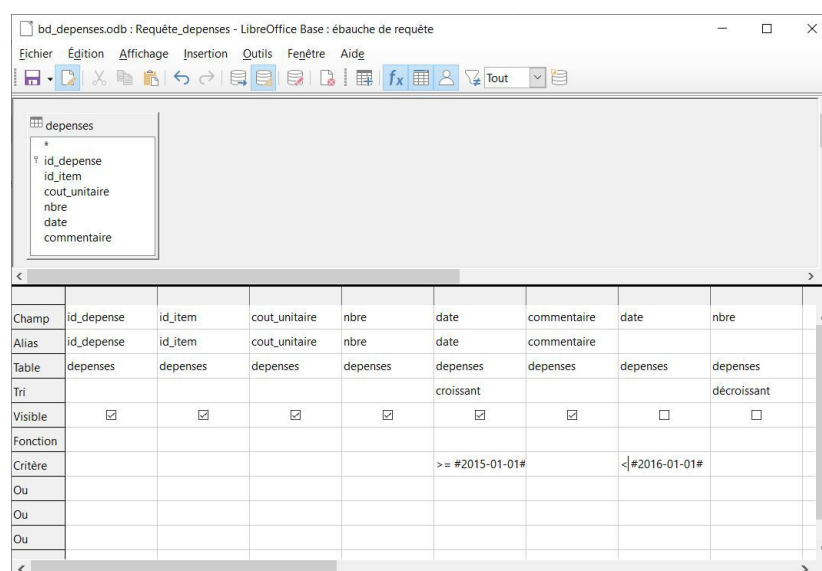 bd_depenses.odb : Requête_depenses - LibreOffice Base : ébauche de requête
Fichier Édition Affichage Insertion Outils Fenêtre Aide
fx Tout
depenses
*
id_depense
id_item
cout_unitaire
nbre
date
commentaire
Champ id_depense id_item cout_unitaire nbre date commentaire date nbre
Alias id_depense id_item cout_unitaire nbre date commentaire
Table depenses depenses depenses depenses depenses depenses depenses depenses
Tri croissant décroissant
Visible
Fonction
Critère >= #2015-01-01# < #2016-01-01#
Ou
Ou
Ou